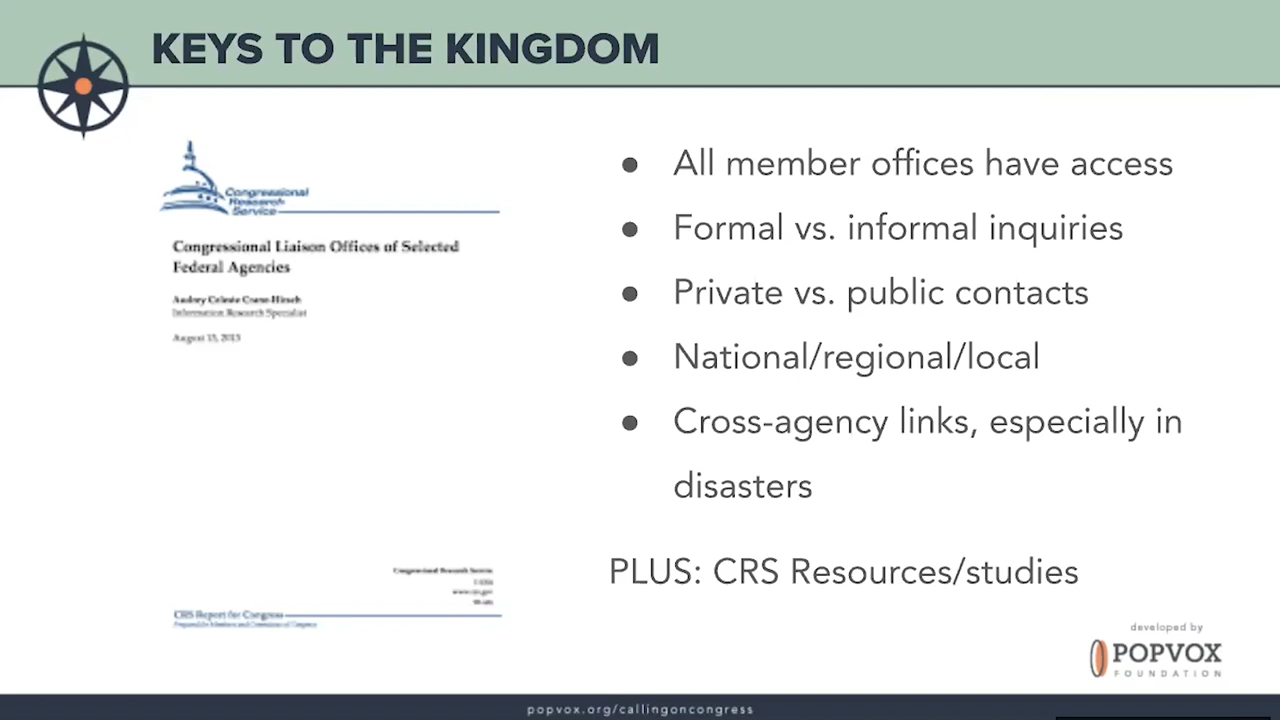 KEYS TO THE KINGDOM
Congressional
Research
Service
Congressional Liaison Offices of Selected
Federal Agencies
Audrey Celeste Crane-Hirsch
Information Research Specialist
August 15, 2013
Congressional Research Service
www.crs.gov
CRS Report for Congress
Prepared for Members and Committees of Congress
● All member offices have access
● Formal vs. informal inquiries
● Private vs. public contacts
● National/regional/local
● Cross-agency links, especially in
disasters
PLUS: CRS Resources/studies
developed by
POPVOX
FOUNDATION
popvox.org/callingoncongress